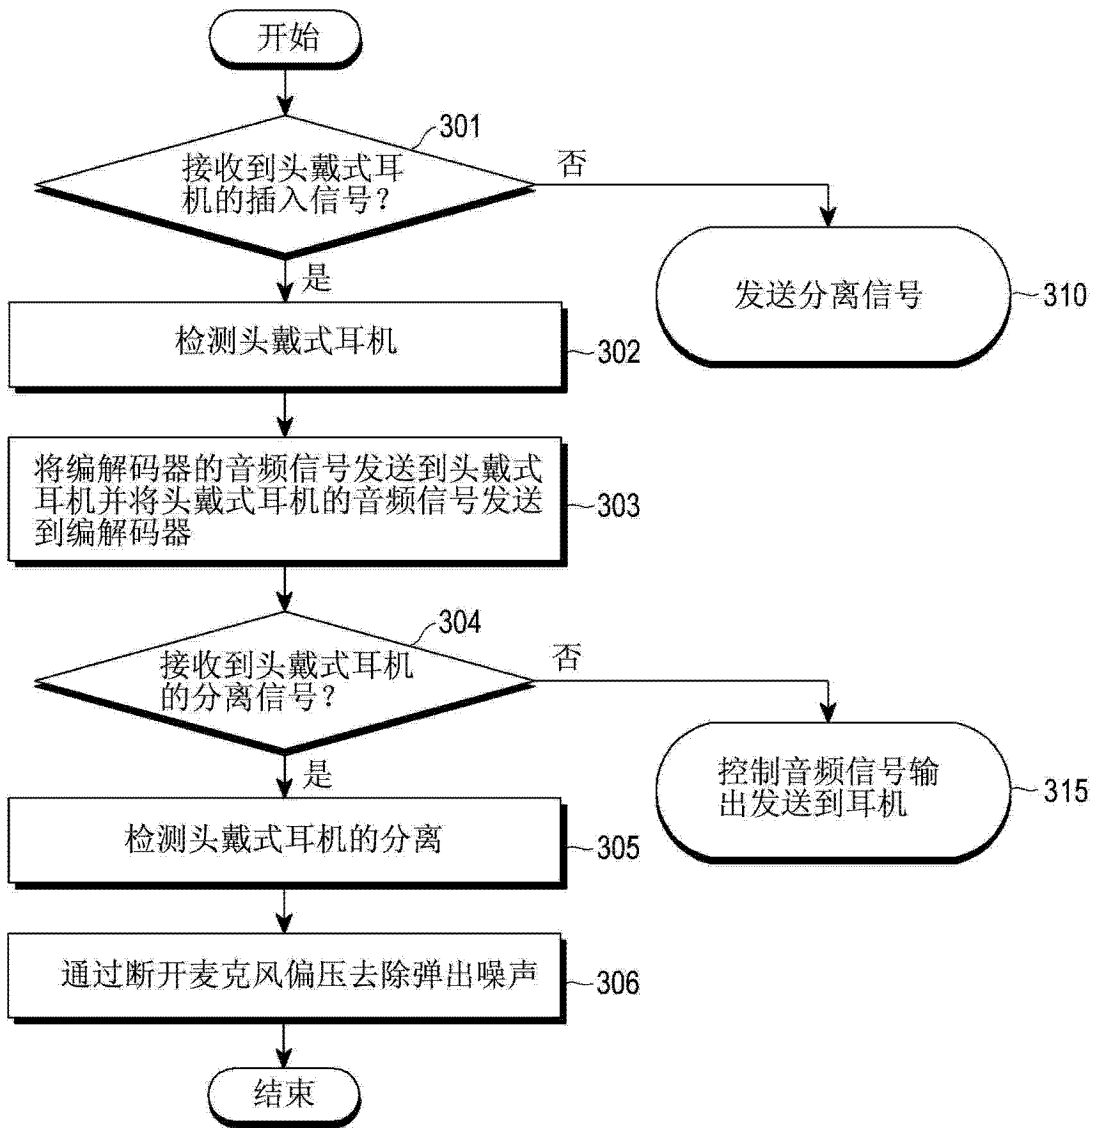 开始
301
接收到头戴式耳
机的插入信号?
否
是
发送分离信号
310
检测头戴式耳机
302
将编解码器的音频信号发送到头戴式
耳机并将头戴式耳机的音频信号发送
到编解码器
303
304
接收到头戴式耳机
的分离信号?
否
是
控制音频信号输
出发送到耳机
315
检测头戴式耳机的分离
305
通过断开麦克风偏压去除弹出噪声
306
结束